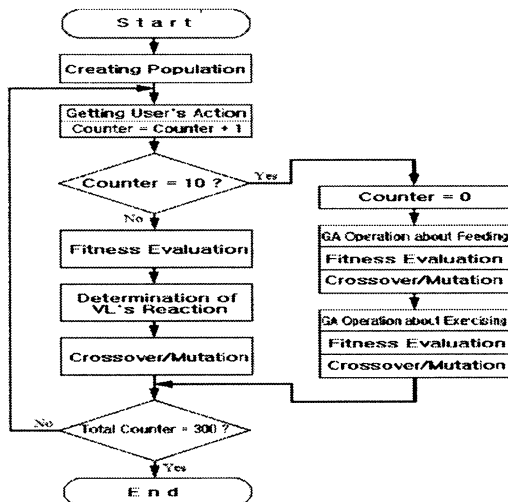 Start
Creating Population
Getting User's Action
Counter = Counter + 1
Counter = 10 ?
Yes
No
Fitness Evaluation
Determination of
VL's Reaction
Crossover/Mutation
Counter = 0
GA Operation about Feeding
Fitness Evaluation
Crossover/Mutation
GA Operation about Exercising
Fitness Evaluation
Crossover/Mutation
Total Counter = 300 ?
No
Yes
End